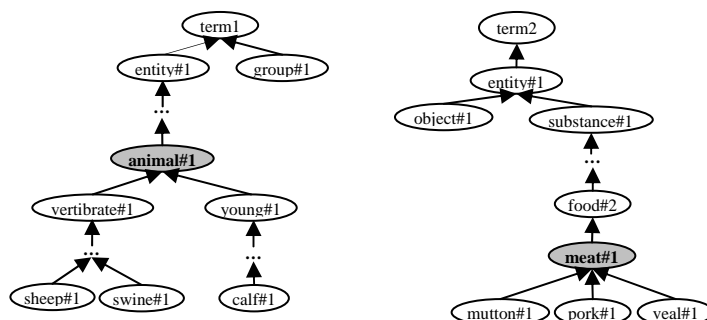 term1
entity#1 group#1
...
animal#1
vertibrate#1 young#1
... ...
sheep#1 swine#1 calf#1
term2
entity#1
object#1 substance#1
...
food#2
meat#1
mutton#1 pork#1 veal#1